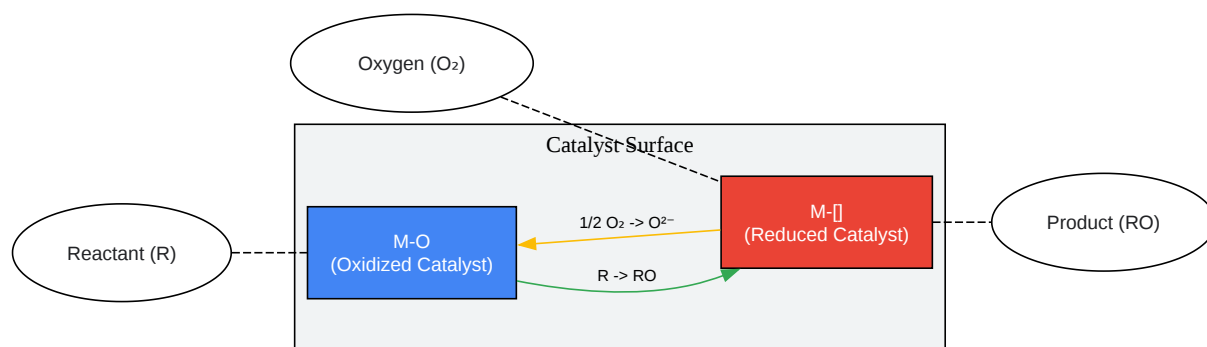 Oxygen (O₂)
Catalyst Surface
M-[]
(Reduced Catalyst)
Product (RO)
1/2 O₂ -> O²⁻
Reactant (R)
M-O
(Oxidized Catalyst)
R -> RO